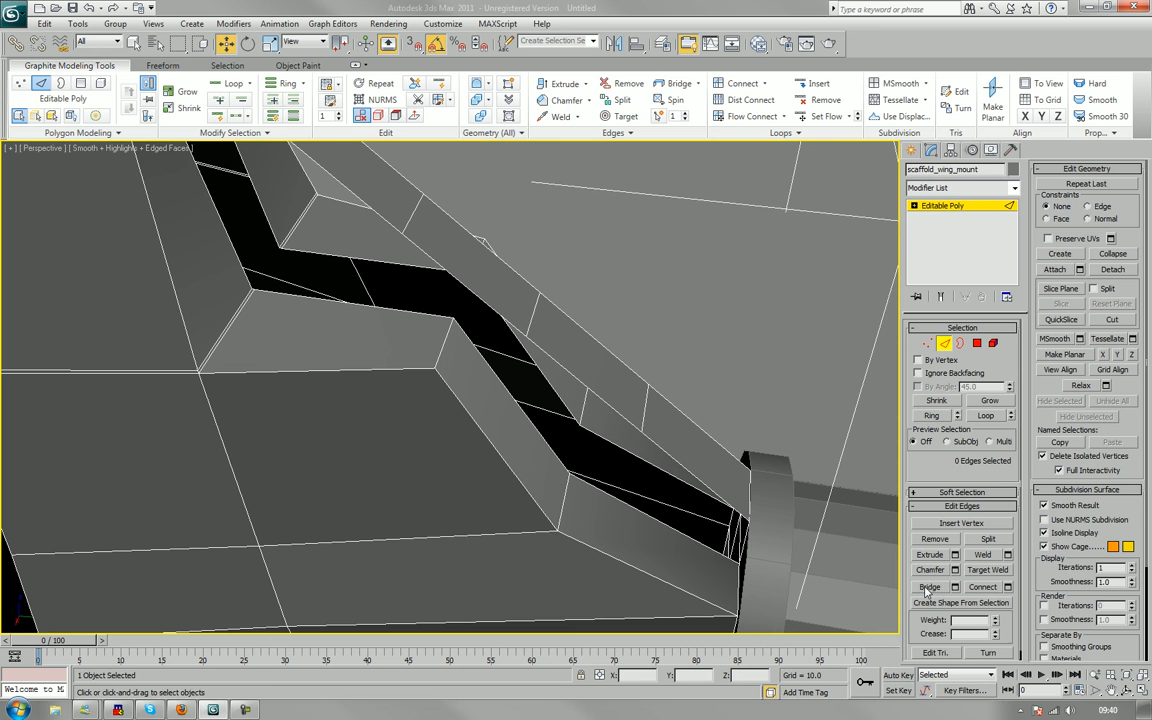 Autodesk 3ds Max 2011 - Unregistered Version Untitled
Type a keyword or phrase
Edit Tools Group Views Create Modifiers Animation Graph Editors Rendering Customize MAXScript Help
All
View
Create Selection Se
Graphite Modeling Tools Freeform Selection Object Paint
Editable Poly
Polygon Modeling
Grow
Shrink
Loop
Ring
Modify Selection
Repeat
NURMS
1
Edit
Geometry (All)
Extrude Remove Bridge
Chamfer Split Spin
Weld Target 1
Edges
Connect Insert
Dist Connect Remove
Flow Connect Set Flow
Loops
MSmooth
Tessellate
Use Displac...
Subdivision
Edit
Turn
Tris
Make Planar
To View
To Grid
X Y Z
Align
Hard
Smooth
Smooth 30
Prop...
[ + ] [ Perspective ] [ Smooth + Highlights + Edged Faces ]
scaffold_wing_mount
Modifier List
Editable Poly
Selection
By Vertex
Ignore Backfacing
By Angle: 45.0
Shrink Grow
Ring Loop
Preview Selection
Off SubObj Multi
0 Edges Selected
Soft Selection
Edit Edges
Insert Vertex
Remove Split
Extrude Weld
Chamfer Target Weld
Bridge Connect
Create Shape From Selection
Weight:
Crease:
Edit Tri. Turn
Edit Geometry
Repeat Last
Constraints
None Edge
Face Normal
Preserve UVs
Create Collapse
Attach Detach
Slice Plane Split
Slice Reset Plane
QuickSlice Cut
MSmooth Tessellate
Make Planar X Y Z
View Align Grid Align
Relax
Hide Selected Unhide All
Hide Unselected
Named Selections:
Copy Paste
Delete Isolated Vertices
Full Interactivity
Subdivision Surface
Smooth Result
Use NURMS Subdivision
Isoline Display
Show Cage......
Display
Iterations: 1
Smoothness: 1.0
Render
Iterations: 0
Smoothness: 1.0
Separate By
Smoothing Groups
Materials
0 / 100
0 5 10 15 20 25 30 35 40 45 50 55 60 65 70 75 80 85 90 95 100
1 Object Selected
X: Y: Z: Grid = 10.0
Auto Key Selected
Welcome to M
Click or click-and-drag to select objects
Add Time Tag
Set Key Key Filters...
0
09:40